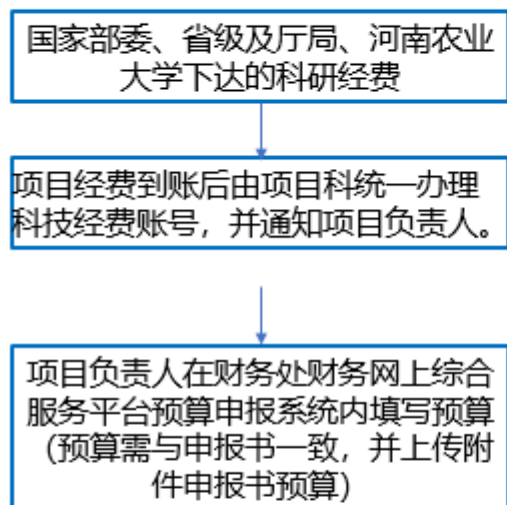 国家部委、省级及厅局、河南农业
大学下达的科研经费
项目经费到账后由项目科统一办理
科技经费账号，并通知项目负责人。
项目负责人在财务处财务网上综合
服务平台预算申报系统内填写预算
（预算需与申报书一致，并上传附
件申报书预算）